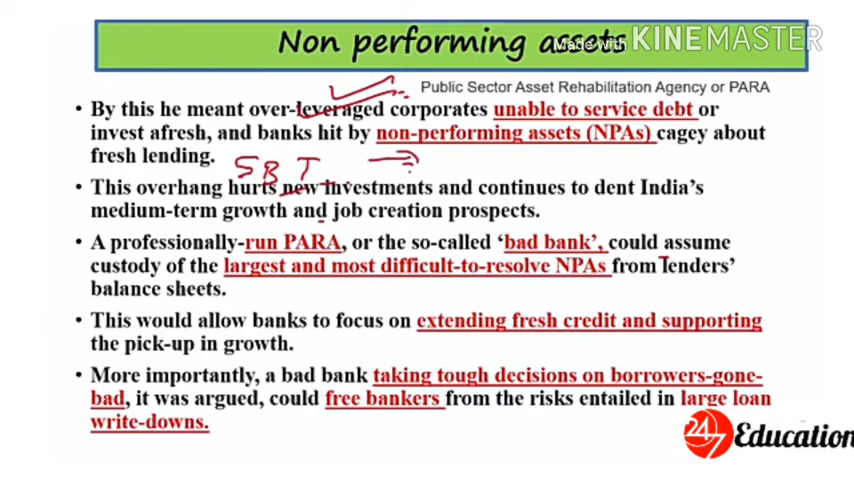 Non performing assets
Made with KINEMASTER
Public Sector Asset Rehabilitation Agency or PARA
• By this he meant over-leveraged corporates unable to service debt or
invest afresh, and banks hit by non-performing assets (NPAs) cagey about
fresh lending.
SBT
• This overhang hurts new investments and continues to dent India's
medium-term growth and job creation prospects.
• A professionally-run PARA, or the so-called 'bad bank', could assume
custody of the largest and most difficult-to-resolve NPAs from lenders'
balance sheets.
• This would allow banks to focus on extending fresh credit and supporting
the pick-up in growth.
• More importantly, a bad bank taking tough decisions on borrowers-gone-
bad, it was argued, could free bankers from the risks entailed in large loan
write-downs.
24/7 Education